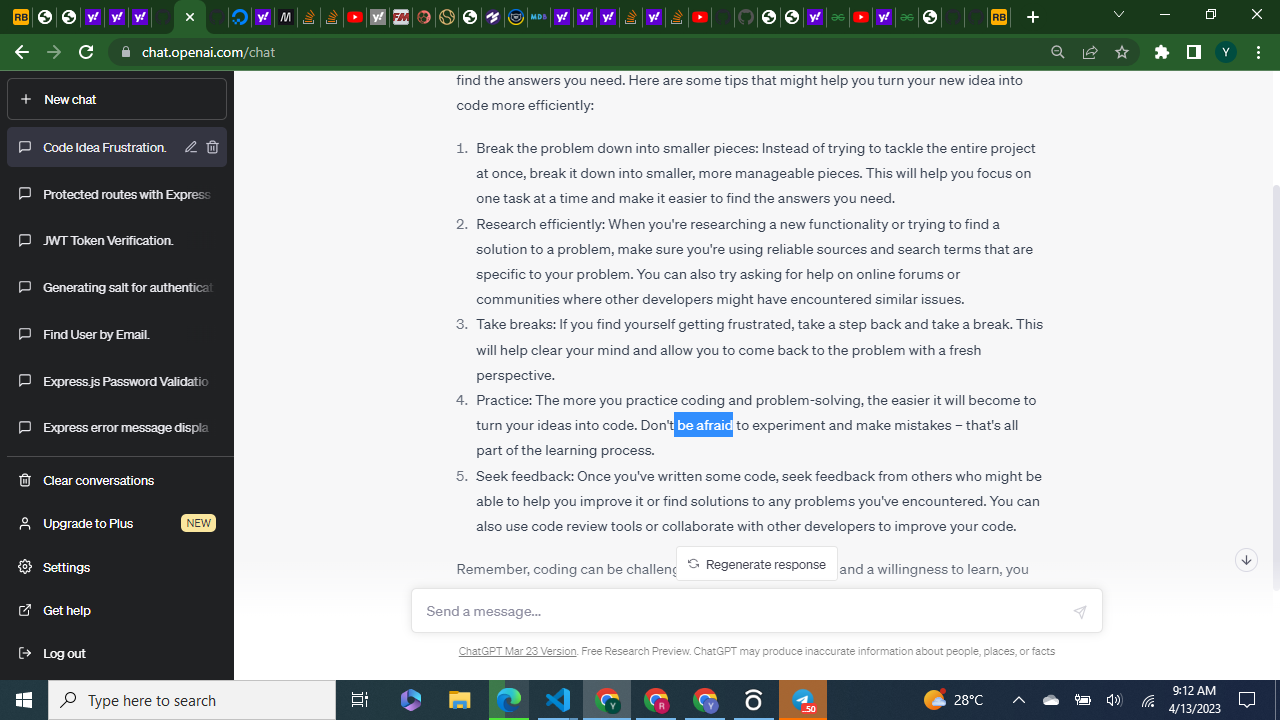 RB
MDB
FM
RB
chat.openai.com/chat
Y
New chat
Code Idea Frustration.
Protected routes with Express
JWT Token Verification.
Generating salt for authenticat
Find User by Email.
Express.js Password Validatio
Express error message displa
Clear conversations
Upgrade to Plus
NEW
Settings
Get help
Log out
find the answers you need. Here are some tips that might help you turn your new idea into
code more efficiently:
1. Break the problem down into smaller pieces: Instead of trying to tackle the entire project
at once, break it down into smaller, more manageable pieces. This will help you focus on
one task at a time and make it easier to find the answers you need.
2. Research efficiently: When you're researching a new functionality or trying to find a
solution to a problem, make sure you're using reliable sources and search terms that are
specific to your problem. You can also try asking for help on online forums or
communities where other developers might have encountered similar issues.
3. Take breaks: If you find yourself getting frustrated, take a step back and take a break. This
will help clear your mind and allow you to come back to the problem with a fresh
perspective.
4. Practice: The more you practice coding and problem-solving, the easier it will become to
turn your ideas into code. Don't be afraid to experiment and make mistakes – that's all
part of the learning process.
5. Seek feedback: Once you've written some code, seek feedback from others who might be
able to help you improve it or find solutions to any problems you've encountered. You can
also use code review tools or collaborate with other developers to improve your code.
Remember, coding can be challeng and a willingness to learn, you
Regenerate response
Send a message...
ChatGPT Mar 23 Version. Free Research Preview. ChatGPT may produce inaccurate information about people, places, or facts
Type here to search
Y
R
Y
50
28°C
9:12 AM
4/13/2023